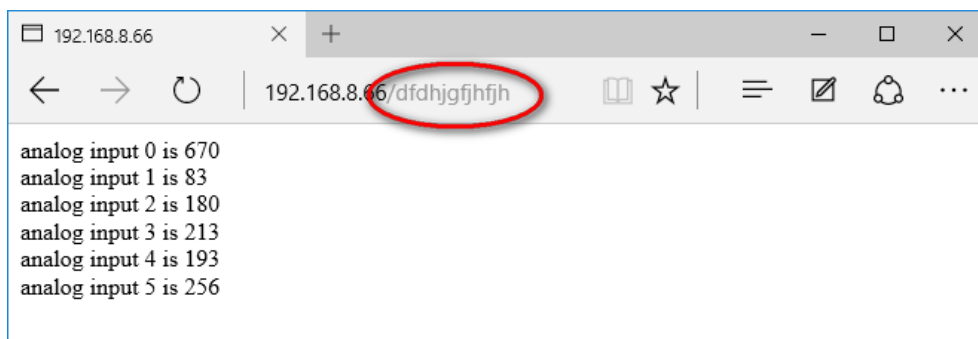 192.168.8.66
192.168.8.66/dfdhjgfjhfjh
analog input 0 is 670
analog input 1 is 83
analog input 2 is 180
analog input 3 is 213
analog input 4 is 193
analog input 5 is 256